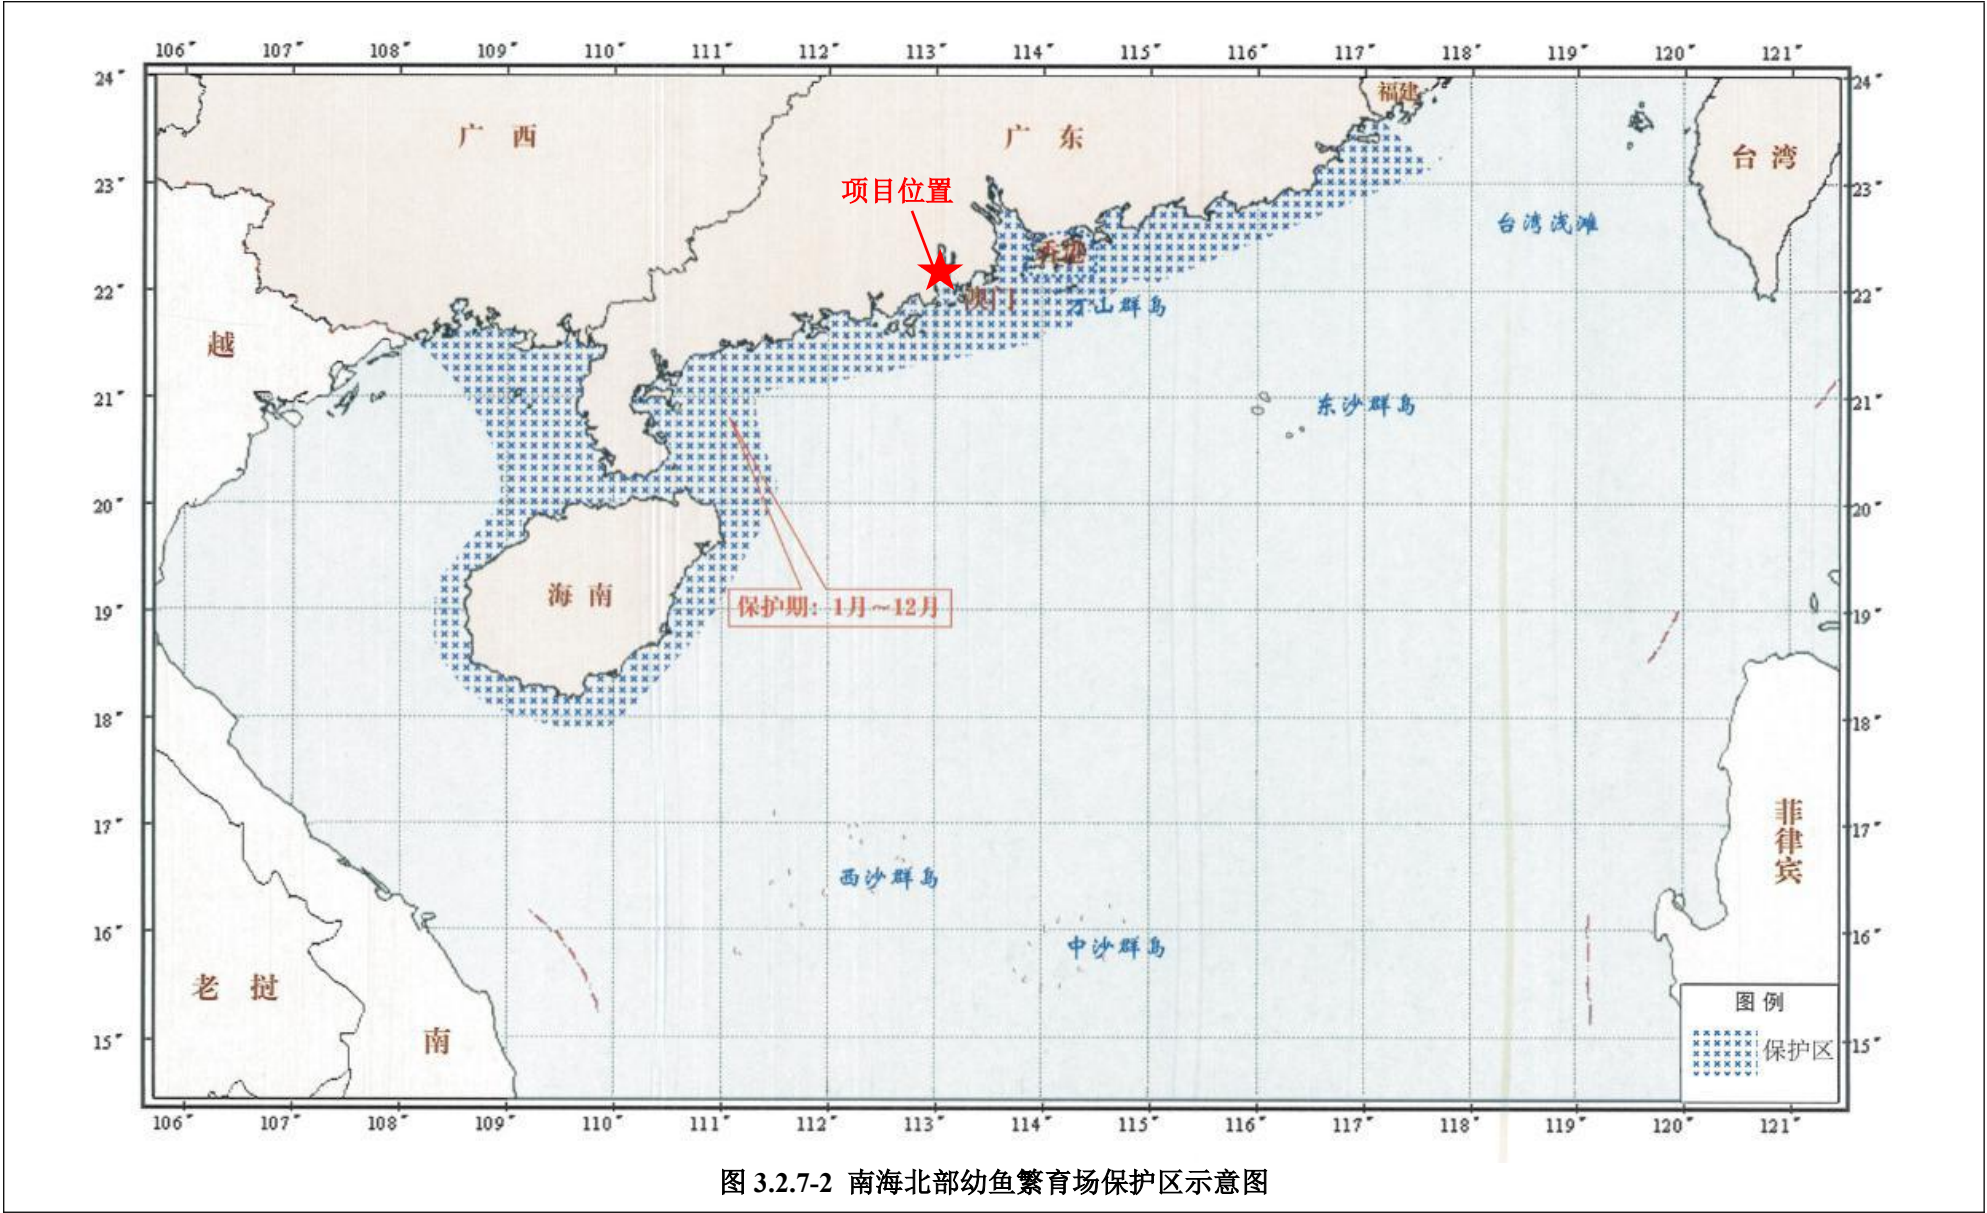 106° 107° 108° 109° 110° 111° 112° 113° 114° 115° 116° 117° 118° 119° 120° 121°
24° 24°
福建
广 西
广 东
台 湾
23° 23°
项目位置
台湾浅滩
香港
22° 22°
澳门
万山群岛
越
21° 21°
东沙群岛
20° 20°
海 南
保护期：1月～12月
19° 19°
18° 18°
17° 17°
菲律宾
西沙群岛
16° 16°
中沙群岛
老 挝
南
图 例
保护区
15° 15°
106° 107° 108° 109° 110° 111° 112° 113° 114° 115° 116° 117° 118° 119° 120° 121°
图 3.2.7-2 南海北部幼鱼繁育场保护区示意图